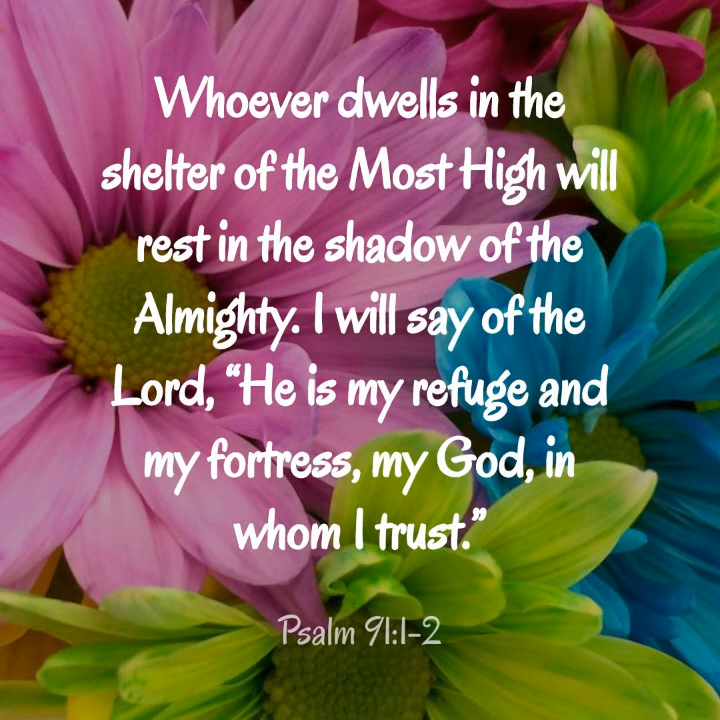 Whoever dwells in the
shelter of the Most High will
rest in the shadow of the
Almighty. I will say of the
Lord, “He is my refuge and
my fortress, my God, in
whom I trust.”
Psalm 91:1-2